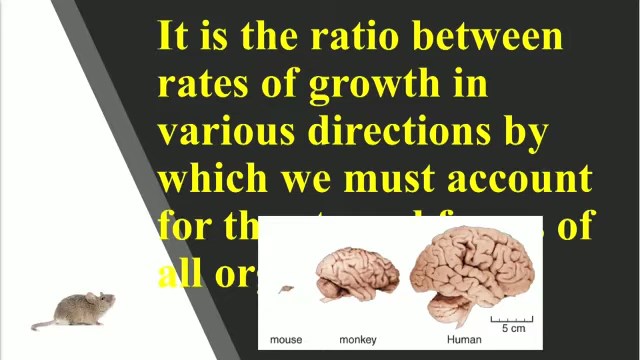 It is the ratio between
rates of growth in
various directions by
which we must account
of
all
mouse
monkey
Human
5 cm